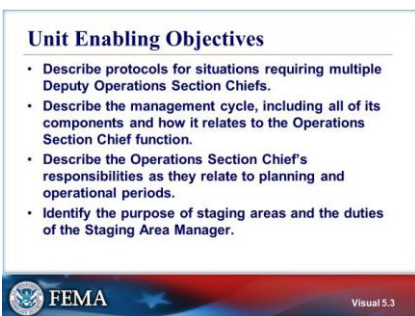 Unit Enabling Objectives
• Describe protocols for situations requiring multiple
Deputy Operations Section Chiefs.
• Describe the management cycle, including all of its
components and how it relates to the Operations
Section Chief function.
• Describe the Operations Section Chief's
responsibilities as they relate to planning and
operational periods.
• Identify the purpose of staging areas and the duties
of the Staging Area Manager.
FEMA
Visual 5.3